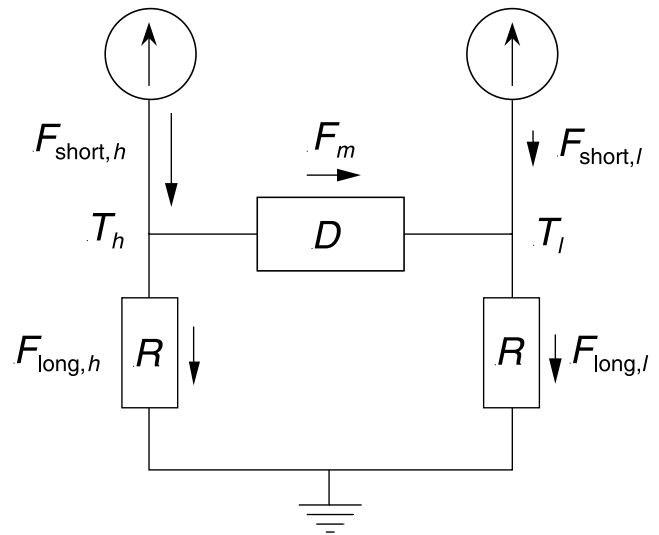 F_short,h
F_m
F_short,l
T_h
D
T_l
F_long,h
R
R
F_long,l